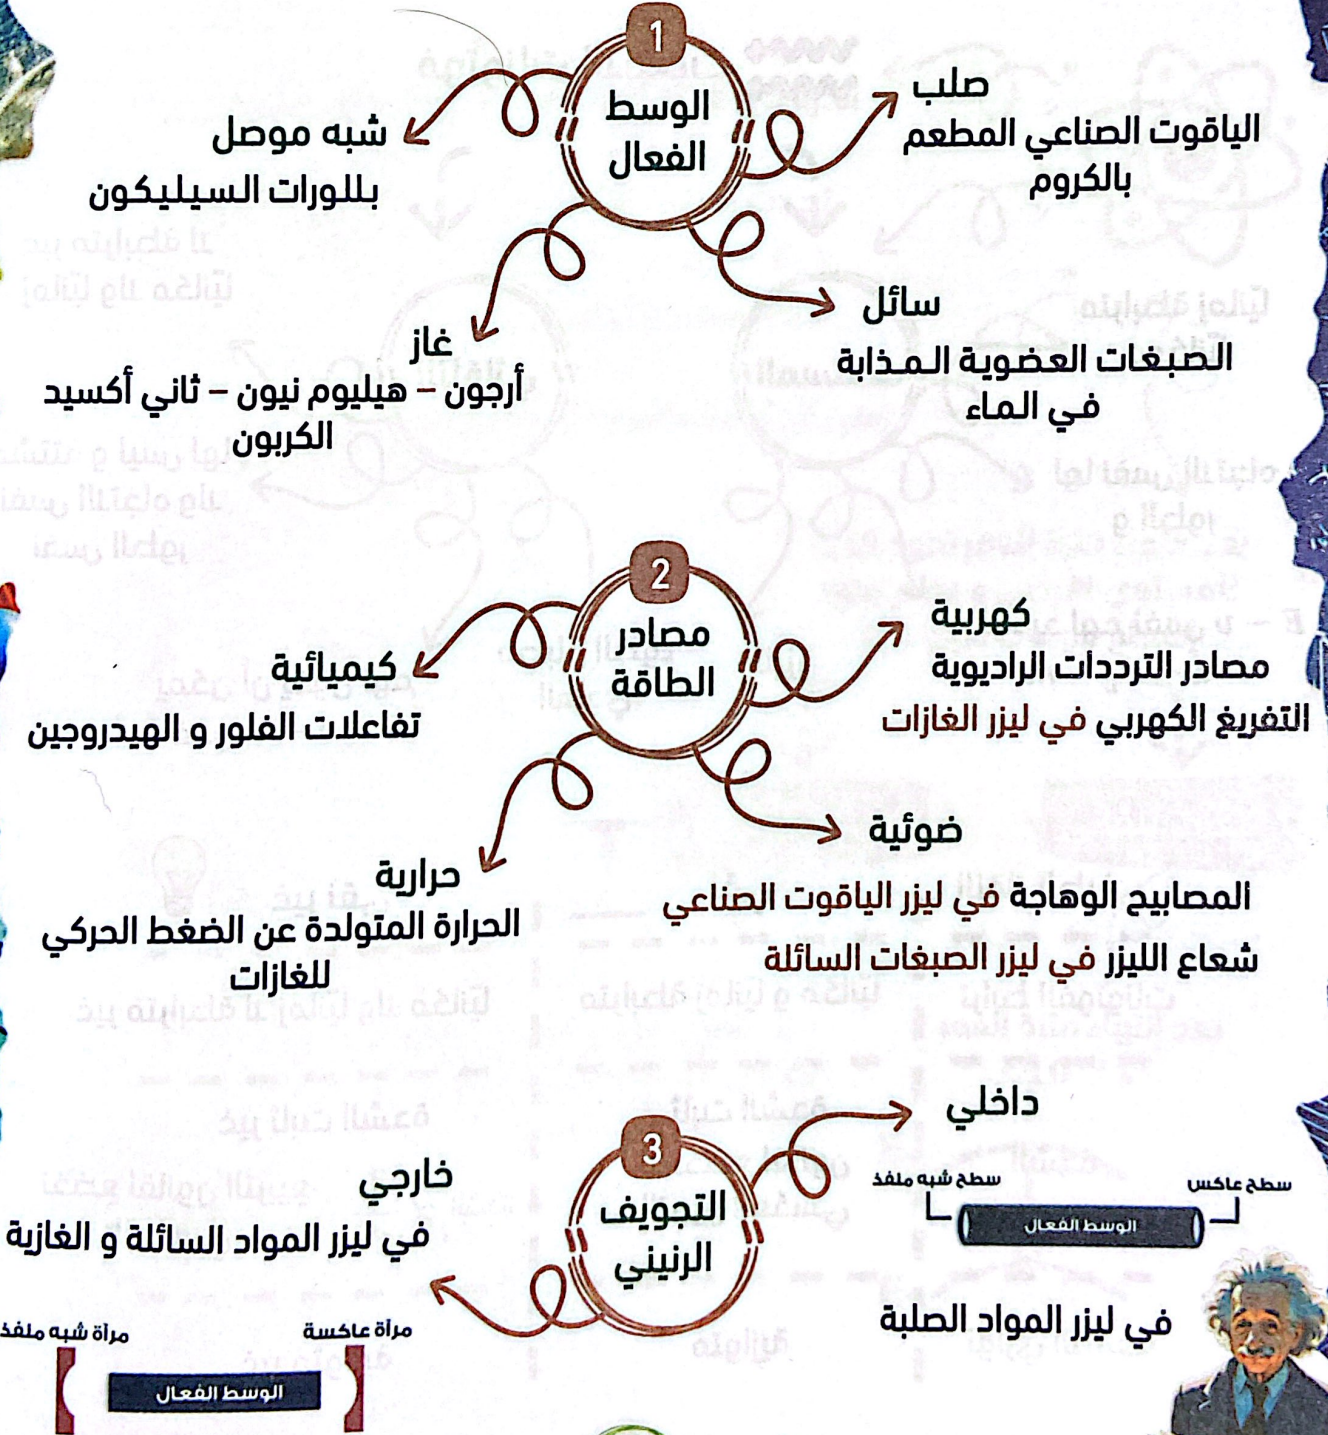 1
الوسط
الفعال
صلب
الياقوت الصناعي المطعم
بالكروم
شبه موصل
بللورات السيليكون
سائل
الصبغات العضوية المذابة
في الماء
غاز
أرجون – هيليوم نيون – ثاني أكسيد
الكربون
2
مصادر
الطاقة
كهربية
مصادر الترددات الراديوية
التفريغ الكهربي في ليزر الغازات
كيميائية
تفاعلات الفلور و الهيدروجين
ضوئية
المصابيح الوهاجة في ليزر الياقوت الصناعي
شعاع الليزر في ليزر الصبغات السائلة
حرارية
الحرارة المتولدة عن الضغط الحركي
للغازات
3
التجويف
الرنيني
داخلي
سطح عاكس
سطح شبه منفذ
الوسط الفعال
في ليزر المواد الصلبة
خارجي
في ليزر المواد السائلة و الغازية
مرآة عاكسة
مرآة شبه منفذ
الوسط الفعال